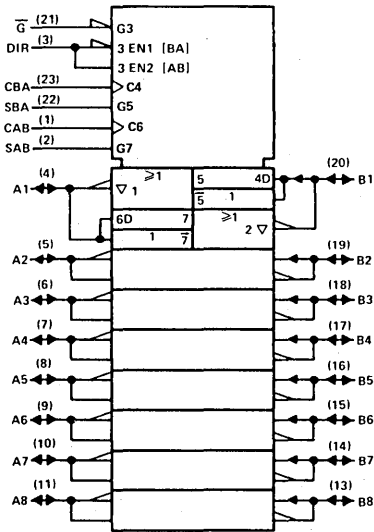 G̅ (21) G3
DIR (3) 3 EN1 [BA]
3 EN2 [AB]
CBA (23) C4
SBA (22) G5
CAB (1) C6
SAB (2) G7
A1 (4) ≥1 ▽ 1 5 4D (20) B1
5̅ 1
6D 7 ≥1
1 7̅ 2 ▽
A2 (5) (19) B2
A3 (6) (18) B3
A4 (7) (17) B4
A5 (8) (16) B5
A6 (9) (15) B6
A7 (10) (14) B7
A8 (11) (13) B8